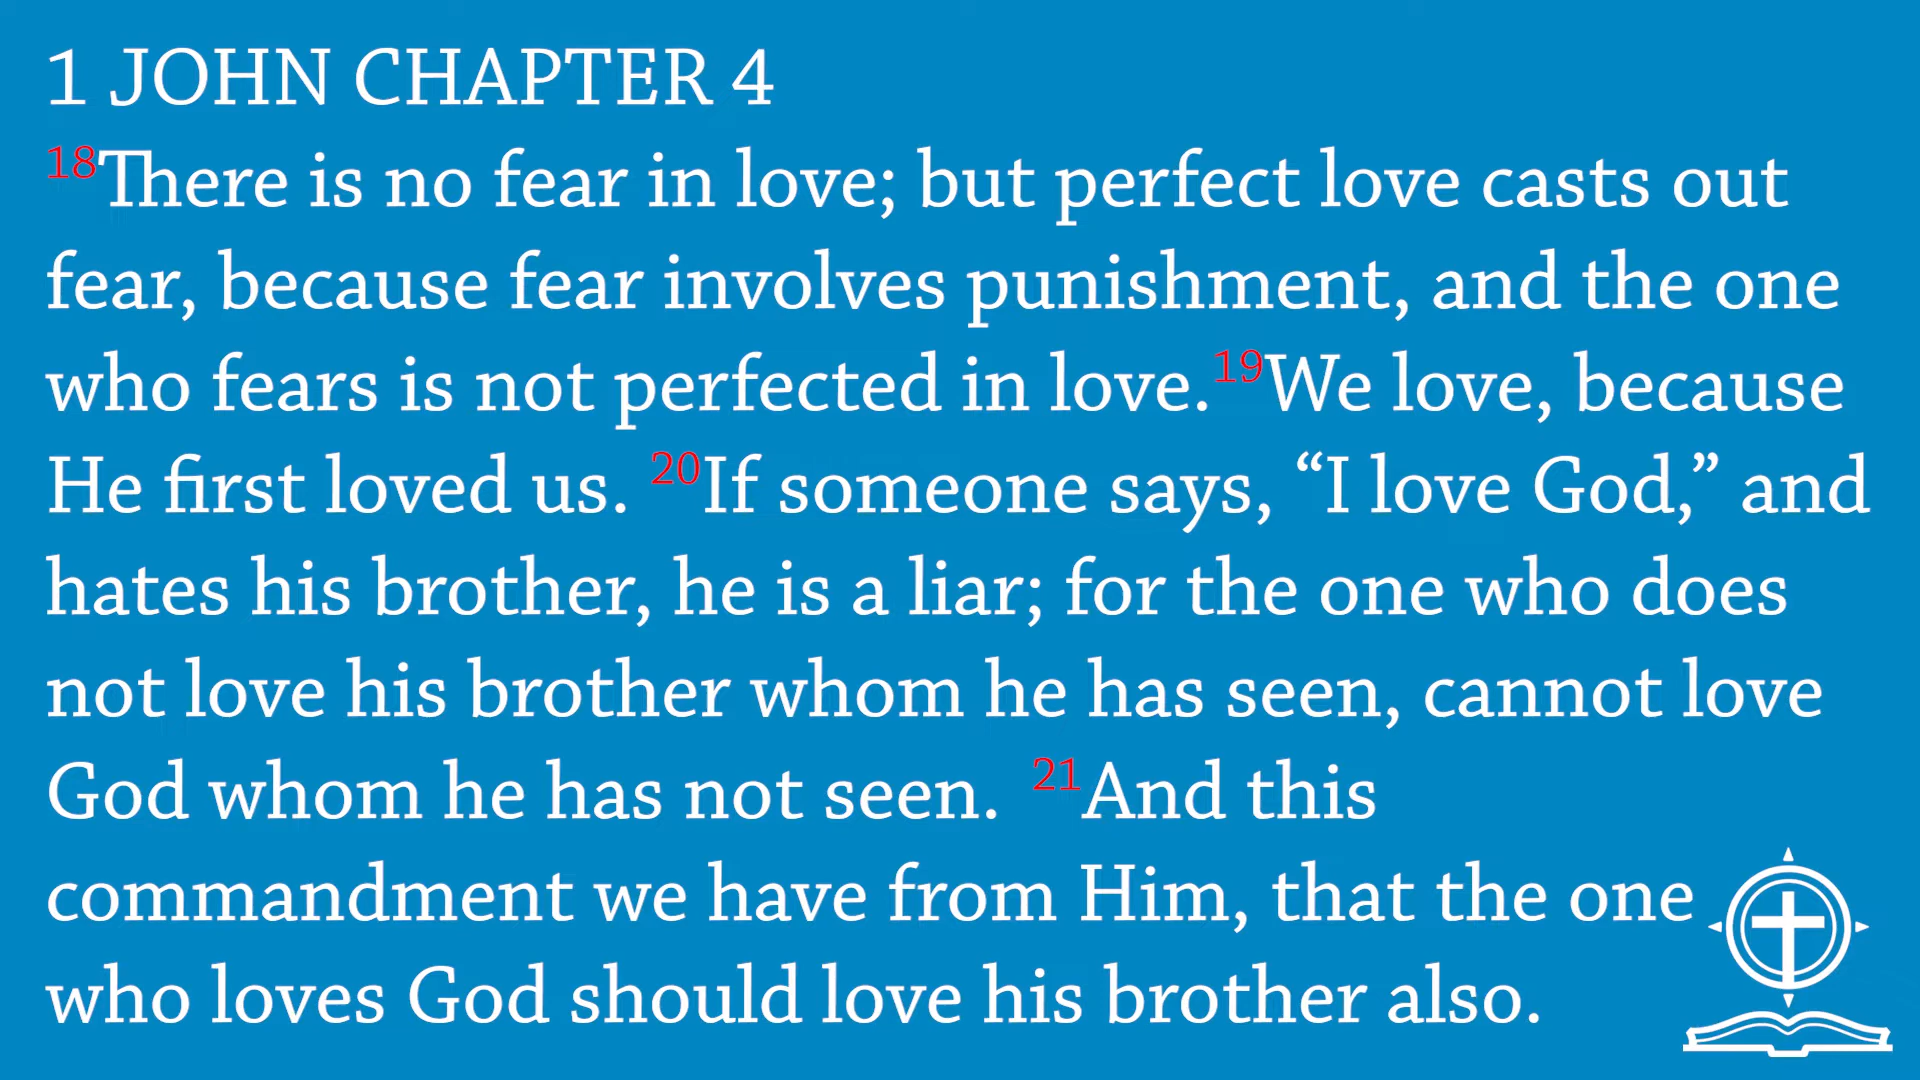 1 JOHN CHAPTER 4
18There is no fear in love; but perfect love casts out
fear, because fear involves punishment, and the one
who fears is not perfected in love.19We love, because
He first loved us. 20If someone says, “I love God,” and
hates his brother, he is a liar; for the one who does
not love his brother whom he has seen, cannot love
God whom he has not seen. 21And this
commandment we have from Him, that the one
who loves God should love his brother also.